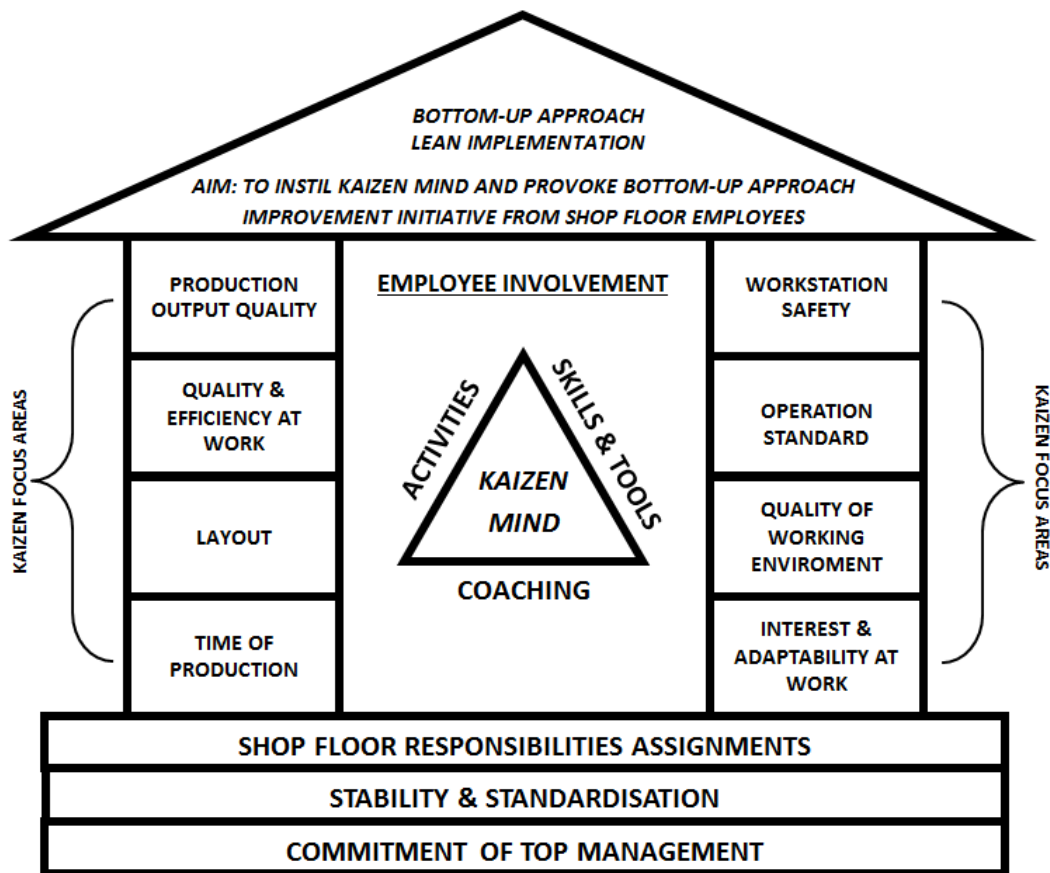 BOTTOM-UP APPROACH
LEAN IMPLEMENTATION
AIM: TO INSTIL KAIZEN MIND AND PROVOKE BOTTOM-UP APPROACH
IMPROVEMENT INITIATIVE FROM SHOP FLOOR EMPLOYEES
KAIZEN FOCUS AREAS
PRODUCTION
OUTPUT QUALITY
QUALITY &
EFFICIENCY AT
WORK
LAYOUT
TIME OF
PRODUCTION
EMPLOYEE INVOLVEMENT
ACTIVITIES
SKILLS & TOOLS
KAIZEN
MIND
COACHING
WORKSTATION
SAFETY
OPERATION
STANDARD
QUALITY OF
WORKING
ENVIROMENT
INTEREST &
ADAPTABILITY AT
WORK
KAIZEN FOCUS AREAS
SHOP FLOOR RESPONSIBILITIES ASSIGNMENTS
STABILITY & STANDARDISATION
COMMITMENT OF TOP MANAGEMENT